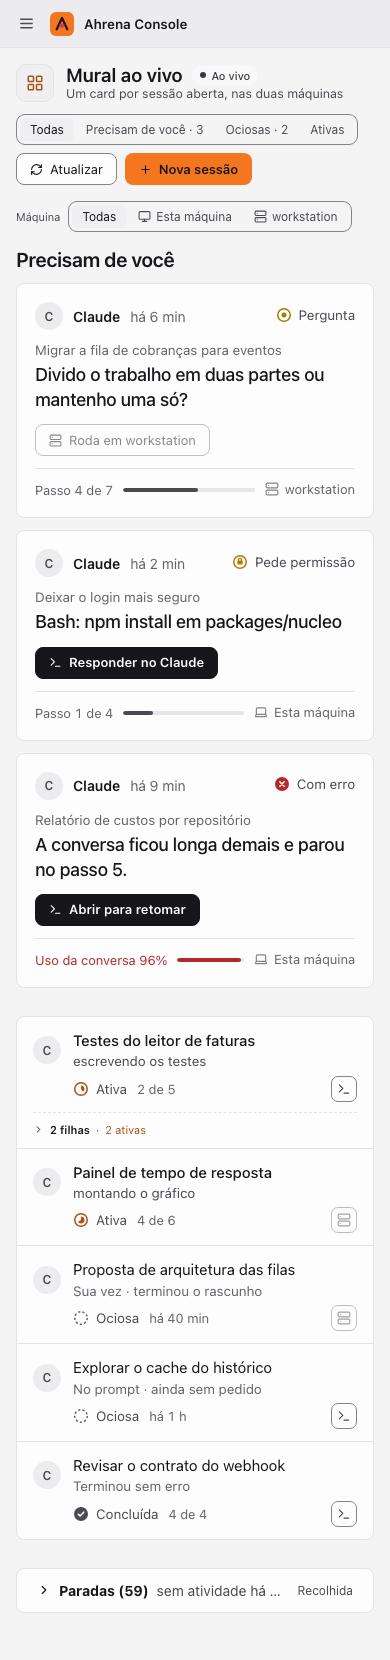 Ahrena Console
Mural ao vivo
Ao vivo
Um card por sessão aberta, nas duas máquinas
Todas
Precisam de você · 3
Ociosas · 2
Ativas
Atualizar
Nova sessão
Máquina
Todas
Esta máquina
workstation
Precisam de você
C
Claude
há 6 min
Pergunta
Migrar a fila de cobranças para eventos
Divido o trabalho em duas partes ou
mantenho uma só?
Roda em workstation
Passo 4 de 7
workstation
C
Claude
há 2 min
Pede permissão
Deixar o login mais seguro
Bash: npm install em packages/nucleo
Responder no Claude
Passo 1 de 4
Esta máquina
C
Claude
há 9 min
Com erro
Relatório de custos por repositório
A conversa ficou longa demais e parou
no passo 5.
Abrir para retomar
Uso da conversa 96%
Esta máquina
C
Testes do leitor de faturas
escrevendo os testes
Ativa
2 de 5
2 filhas · 2 ativas
C
Painel de tempo de resposta
montando o gráfico
Ativa
4 de 6
C
Proposta de arquitetura das filas
Sua vez · terminou o rascunho
Ociosa
há 40 min
C
Explorar o cache do histórico
No prompt · ainda sem pedido
Ociosa
há 1 h
C
Revisar o contrato do webhook
Terminou sem erro
Concluída
4 de 4
Paradas (59)
sem atividade há ...
Recolhida